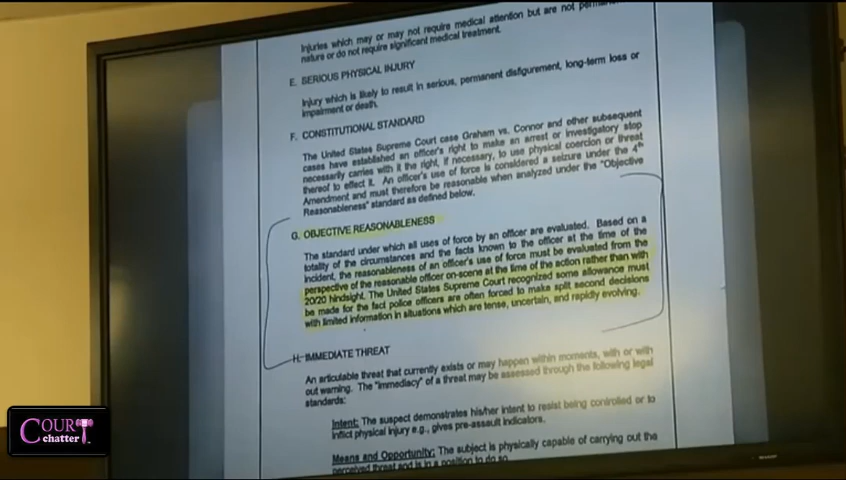 Injuries which may or may not require medical attention but are not
nature or do not require significant medical treatment.
E. SERIOUS PHYSICAL INJURY
Injury which is likely to result in serious, permanent disfigurement, long-term loss or
impairment or death.
F. CONSTITUTIONAL STANDARD
The United States Supreme Court case Graham vs. Connor and other subsequent
cases have established an officer's right to make an arrest or investigatory stop
necessarily carries with it the right, if necessary, to use physical coercion or threat
thereof to effect it. An officer's use of force is considered a seizure under the 4th
Amendment and must therefore be reasonable when analyzed under the "Objective
Reasonableness" standard as defined below.
G. OBJECTIVE REASONABLENESS
The standard under which all uses of force by an officer are evaluated. Based on a
totality of the circumstances and the facts known to the officer at the time of the
incident, the reasonableness of an officer's use of force must be evaluated from the
perspective of the reasonable officer on-scene at the time of the action rather than with
20/20 hindsight. The United States Supreme Court recognized some allowance must
be made for the fact police officers are often forced to make split second decisions
with limited information in situations which are tense, uncertain, and rapidly evolving.
H. IMMEDIATE THREAT
An articulable threat that currently exists or may happen within moments, with or with
out warning. The "immediacy" of a threat may be assessed through the following legal
standards:
Intent: The suspect demonstrates his/her intent to resist being controlled or to
inflict physical injury e.g., gives pre-assault indicators.
Means and Opportunity: The subject is physically capable of carrying out the
perceived threat and is in a position to do so.
COURT
chatter